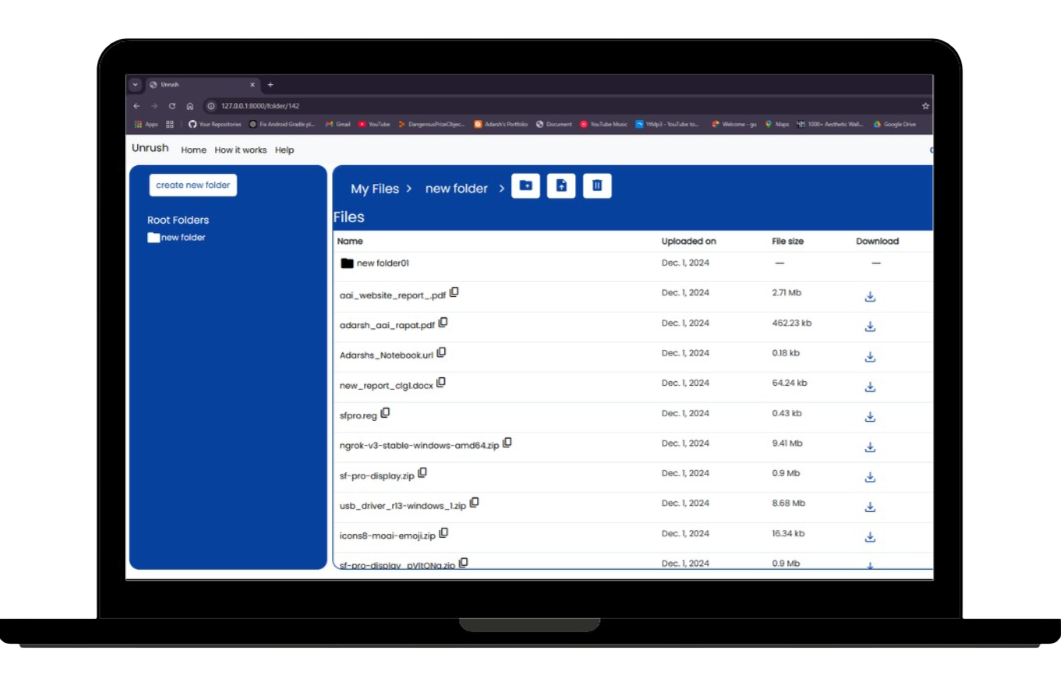 Unrush × +
127.0.0.1:8000/folder/142
Apps Your Repositories Fix Android Gradle pl... Gmail YouTube DangerousPrizeObjec... Adarsh's Portfolio Document YouTube Music YtMp3 - YouTube to... Welcome - go Maps 1000+ Aesthetic Wall... Google Drive
Unrush Home How it works Help
create new folder
Root Folders
new folder
My Files > new folder >
Files
Name Uploaded on File size Download
new folder01 Dec. 1, 2024 — —
aai_website_report_.pdf Dec. 1, 2024 2.71 Mb
adarsh_aai_rapat.pdf Dec. 1, 2024 462.23 kb
Adarshs_Notebook.url Dec. 1, 2024 0.18 kb
new_report_clg1.docx Dec. 1, 2024 64.24 kb
sfpro.reg Dec. 1, 2024 0.43 kb
ngrok-v3-stable-windows-amd64.zip Dec. 1, 2024 9.41 Mb
sf-pro-display.zip Dec. 1, 2024 0.9 Mb
usb_driver_r13-windows_1.zip Dec. 1, 2024 8.68 Mb
icons8-moai-emoji.zip Dec. 1, 2024 16.34 kb
sf-pro-display_pVltONa.zip Dec. 1, 2024 0.9 Mb